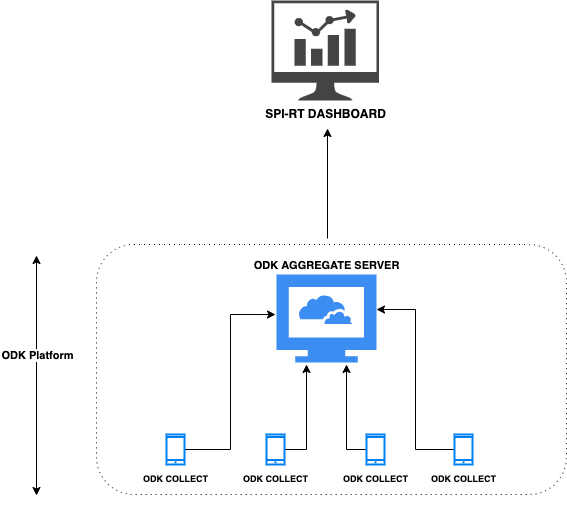 SPI-RT DASHBOARD
ODK AGGREGATE SERVER
ODK Platform
ODK COLLECT
ODK COLLECT
ODK COLLECT
ODK COLLECT